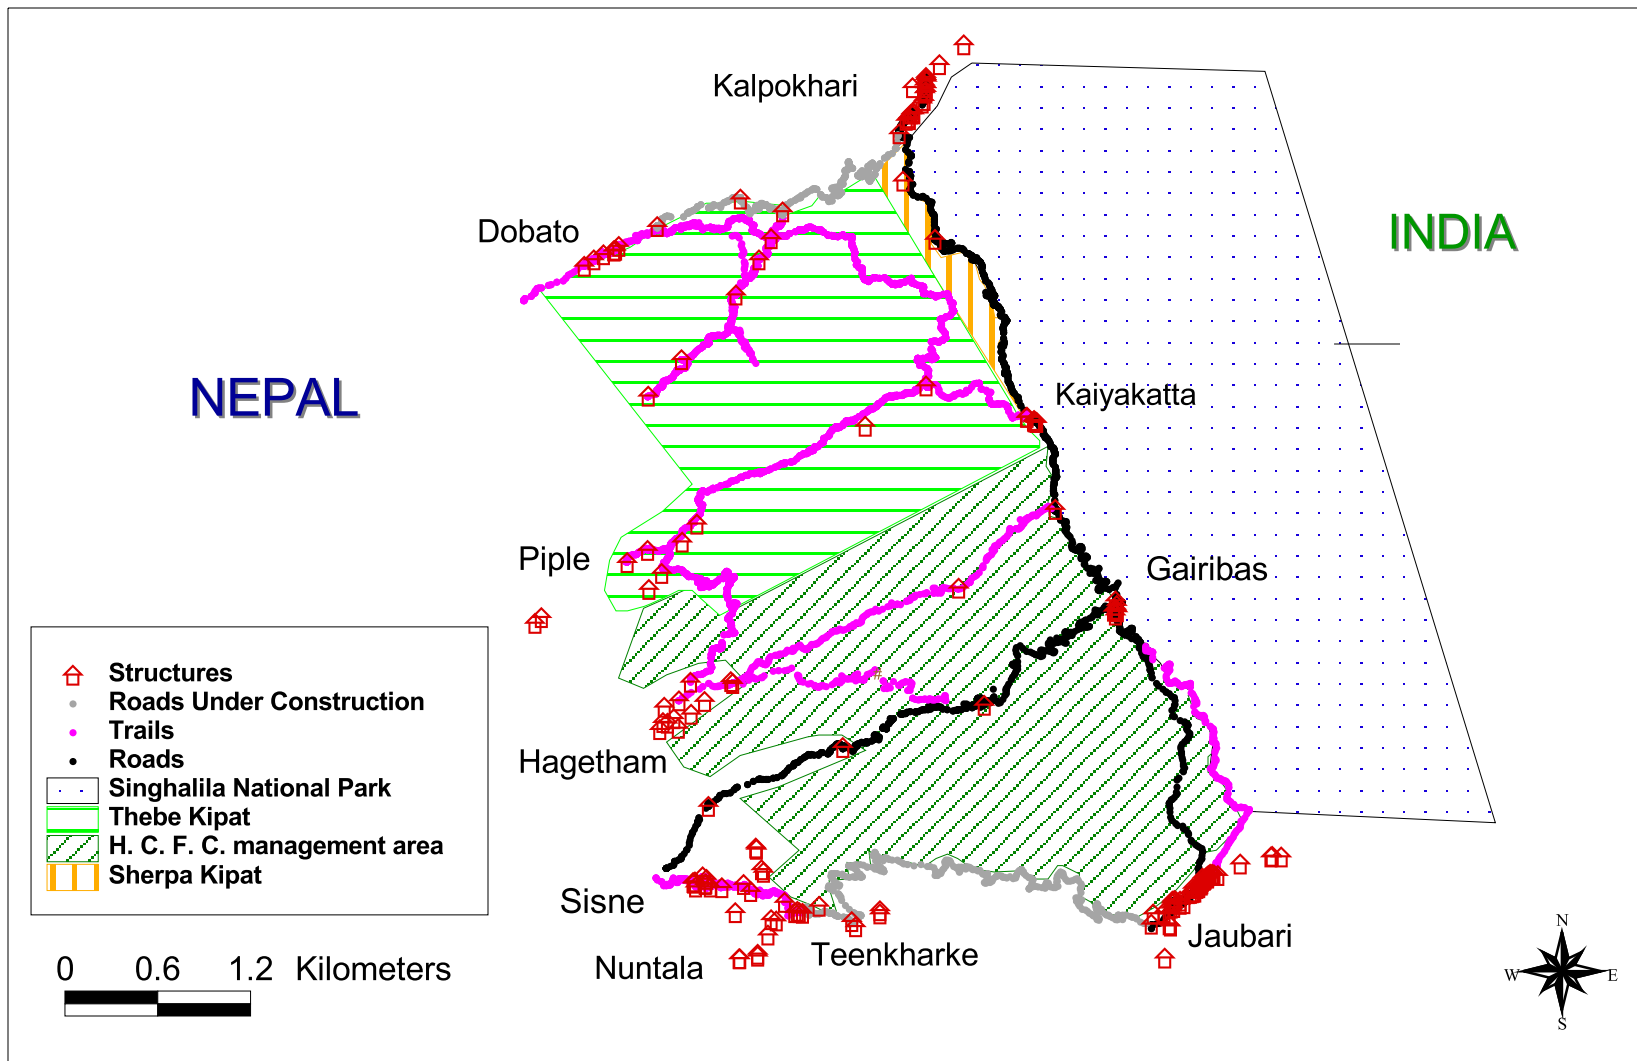 Kalpokhari
Dobato
INDIA
NEPAL
Kaiyakatta
Piple
Gairibas
#
Structures
Roads Under Construction
Trails
Roads
Singhalila National Park
Thebe Kipat
H. C. F. C. management area
Sherpa Kipat
Hagetham
Sisne
Nuntala
Teenkharke
Jaubari
0 0.6 1.2 Kilometers
N
W E
S